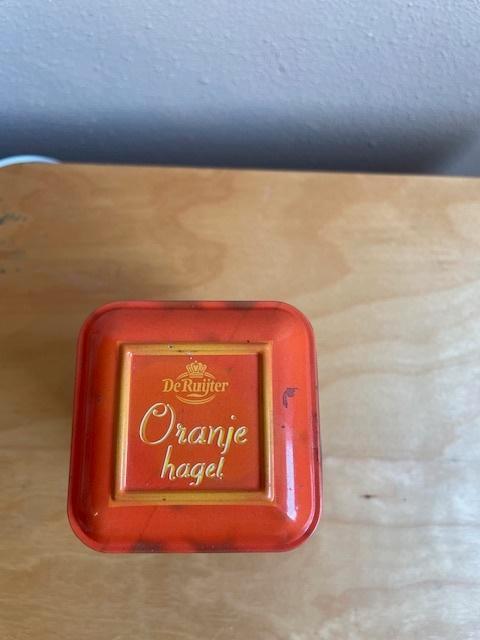 De Ruijter
Oranje
hagel